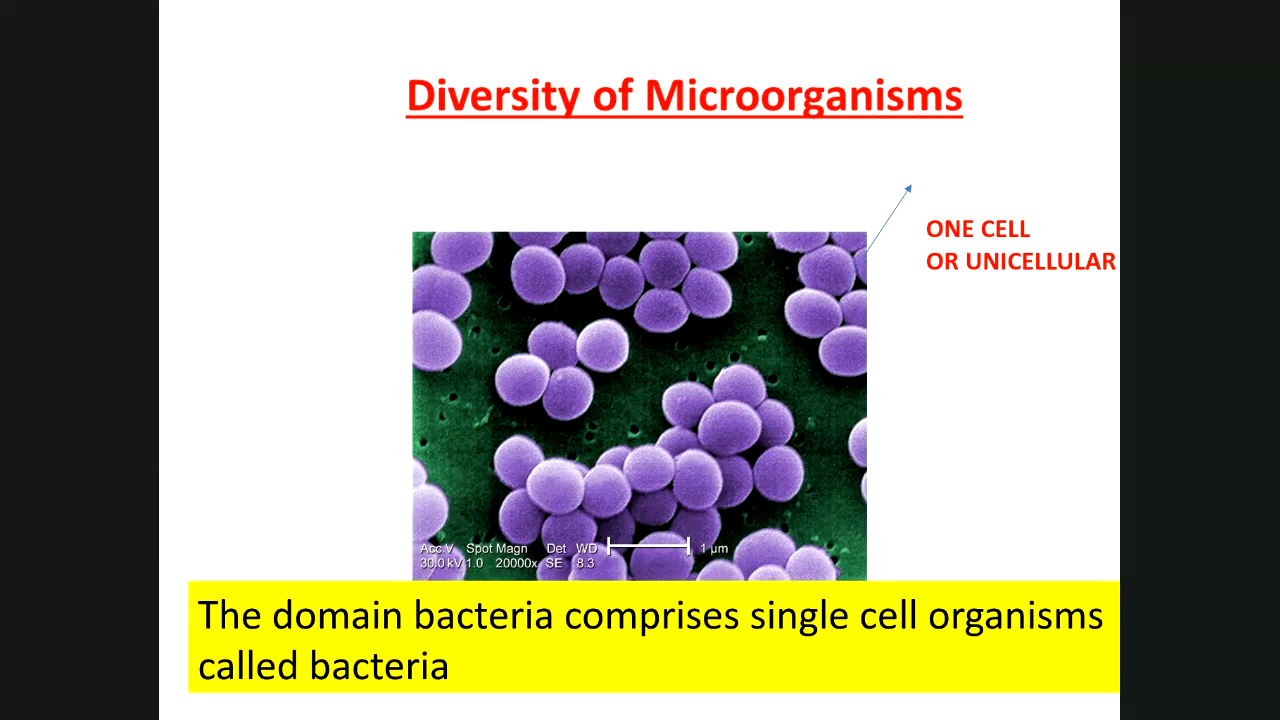 Diversity of Microorganisms
ONE CELL
OR UNICELLULAR
Acc.V Spot Magn Det WD 1 µm
30.0 kV 1.0 20000x SE 8.3
The domain bacteria comprises single cell organisms
called bacteria